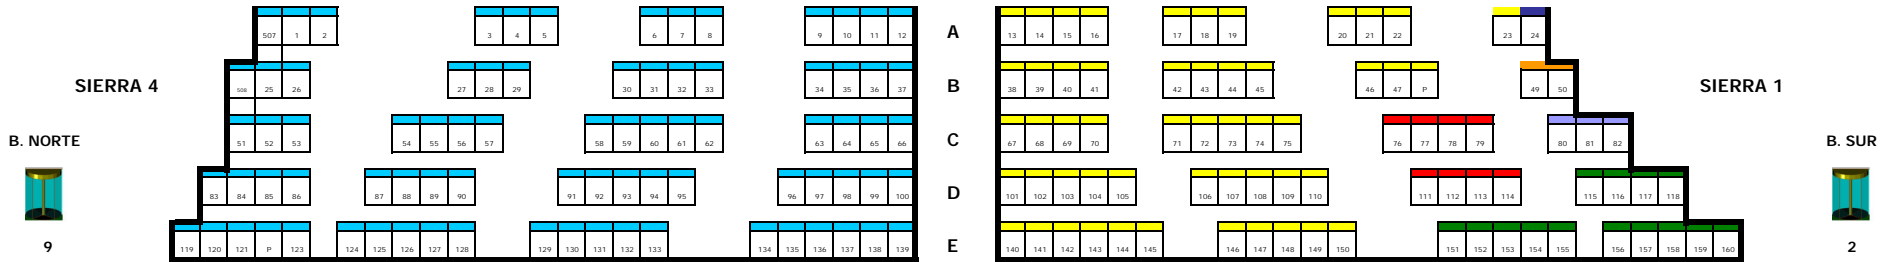 507 1 2 3 4 5 6 7 8 9 10 11 12 A 13 14 15 16 17 18 19 20 21 22 23 24
SIERRA 4 508 25 26 27 28 29 30 31 32 33 34 35 36 37 B 38 39 40 41 42 43 44 45 46 47 P 49 50 SIERRA 1
B. NORTE 51 52 53 54 55 56 57 58 59 60 61 62 63 64 65 66 C 67 68 69 70 71 72 73 74 75 76 77 78 79 80 81 82 B. SUR
83 84 85 86 87 88 89 90 91 92 93 94 95 96 97 98 99 100 D 101 102 103 104 105 106 107 108 109 110 111 112 113 114 115 116 117 118
9 119 120 121 P 123 124 125 126 127 128 129 130 131 132 133 134 135 136 137 138 139 E 140 141 142 143 144 145 146 147 148 149 150 151 152 153 154 155 156 157 158 159 160 2